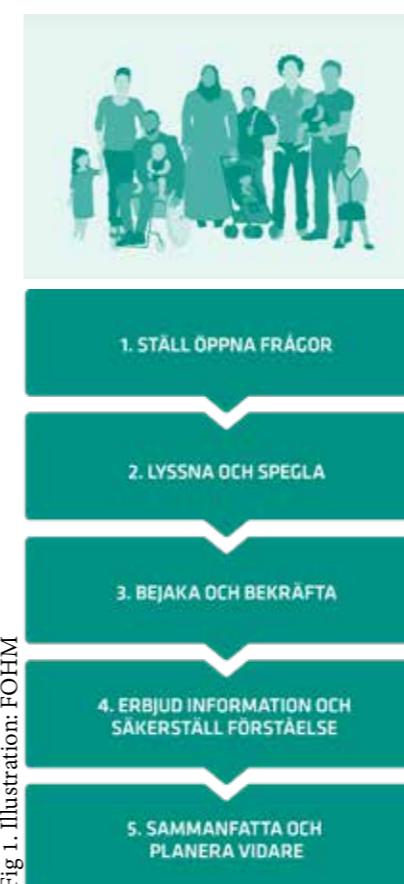 1. STÄLL ÖPPNA FRÅGOR
2. LYSSNA OCH SPEGLA
3. BEJAKA OCH BEKRÄFTA
4. ERBJUD INFORMATION OCH
SÄKERSTÄLL FÖRSTÅELSE
5. SAMMANFATTA OCH
PLANERA VIDARE
Fig 1. Illustration: FOHM